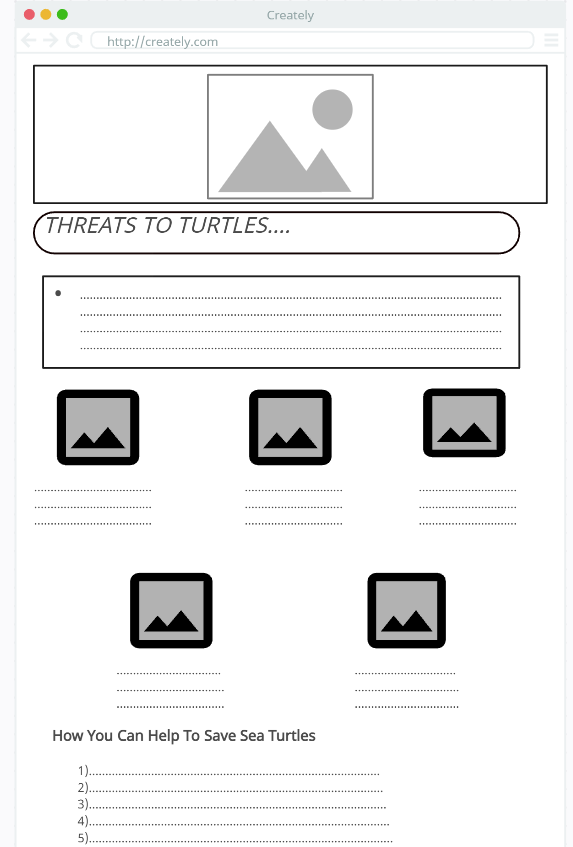 Creately
http://creately.com
THREATS TO TURTLES....
How You Can Help To Save Sea Turtles
1)..........................................................................................
2)...........................................................................................
3)............................................................................................
4).............................................................................................
5)..............................................................................................